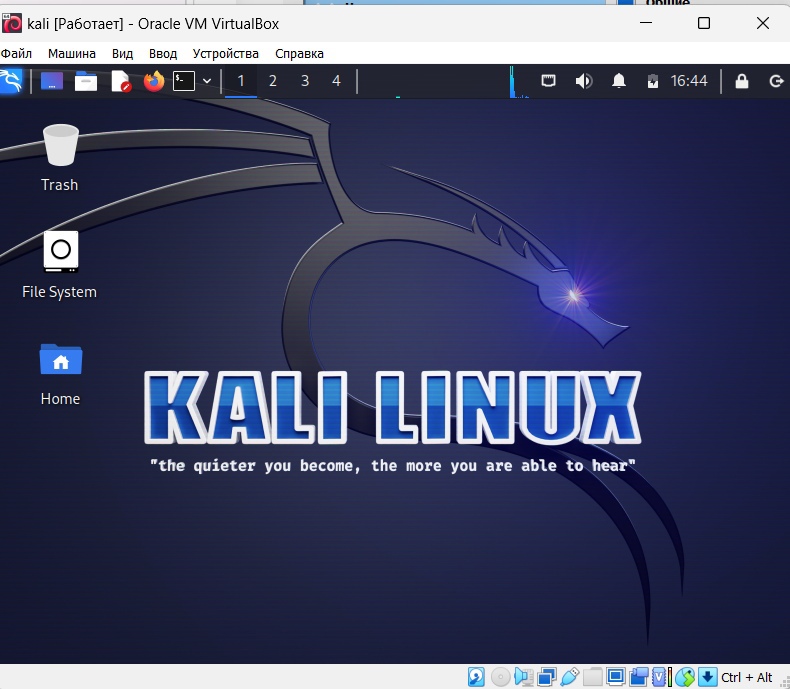 kali [Работает] - Oracle VM VirtualBox
Файл Машина Вид Ввод Устройства Справка
1 2 3 4 16:44
Trash
File System
Home
KALI LINUX
"the quieter you become, the more you are able to hear"
Ctrl + Alt